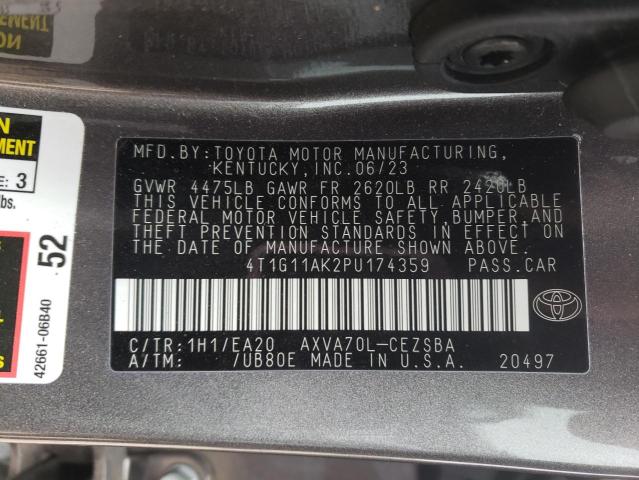 MFD.BY:TOYOTA MOTOR MANUFACTURING,
KENTUCKY,INC.06/23
GVWR 4475LB GAWR FR 2620LB RR 2420LB
THIS VEHICLE CONFORMS TO ALL APPLICABLE
FEDERAL MOTOR VEHICLE SAFETY,BUMPER,AND
THEFT PREVENTION STANDARDS IN EFFECT ON
THE DATE OF MANUFACTURE SHOWN ABOVE.
4T1G11AK2PU174359 PASS.CAR
C/TR:1H1/EA20 AXVA70L-CEZSBA
A/TM: /UB80E MADE IN U.S.A. 20497
52
42661-06B40
3